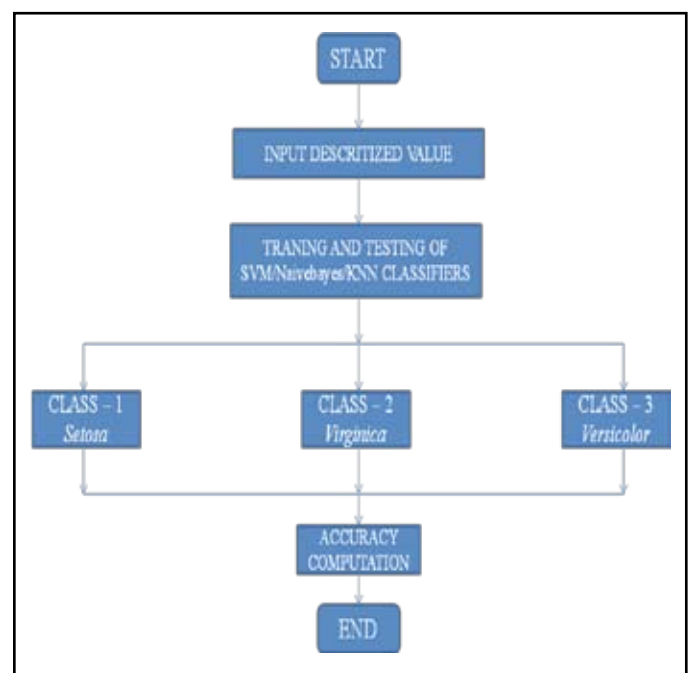 START
INPUT DESCRITIZED VALUE
TRANING AND TESTING OF
SVM/Naivebayes/KNN CLASSIFIERS
CLASS – 1
Setosa
CLASS – 2
Virginica
CLASS – 3
Versicolor
ACCURACY
COMPUTATION
END